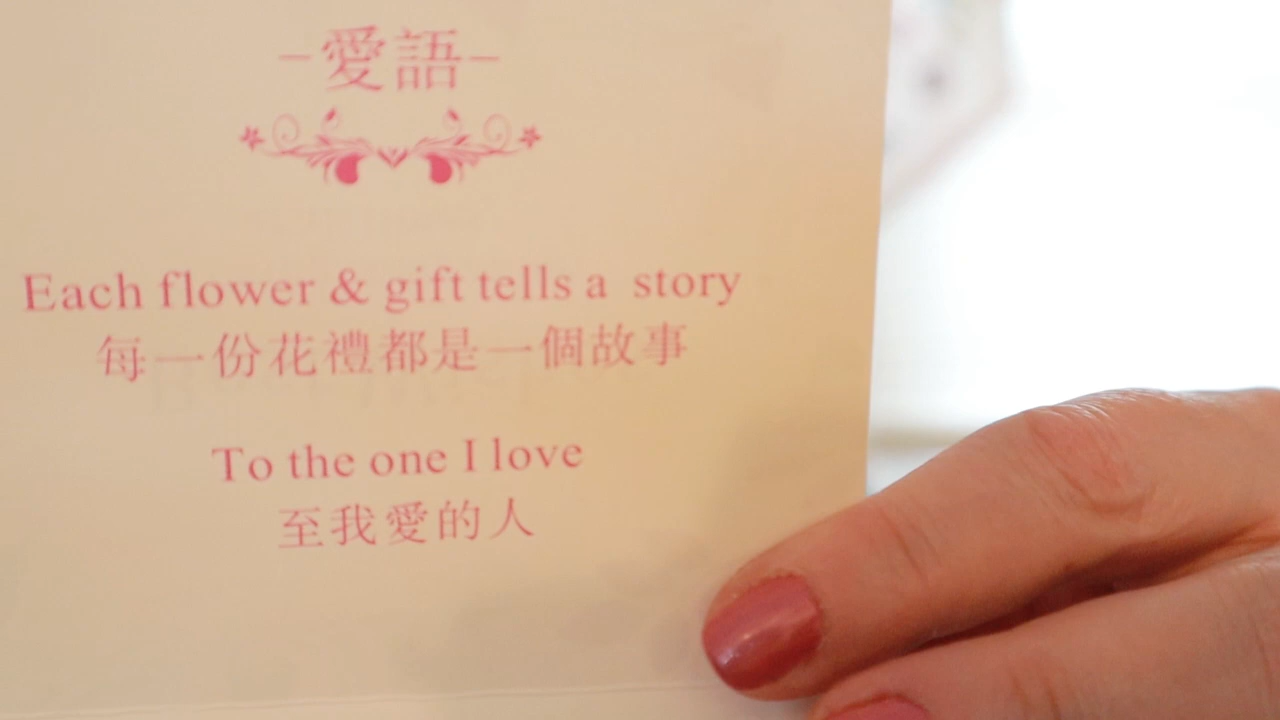 －愛語－
Each flower & gift tells a story
每一份花禮都是一個故事
To the one I love
至我愛的人